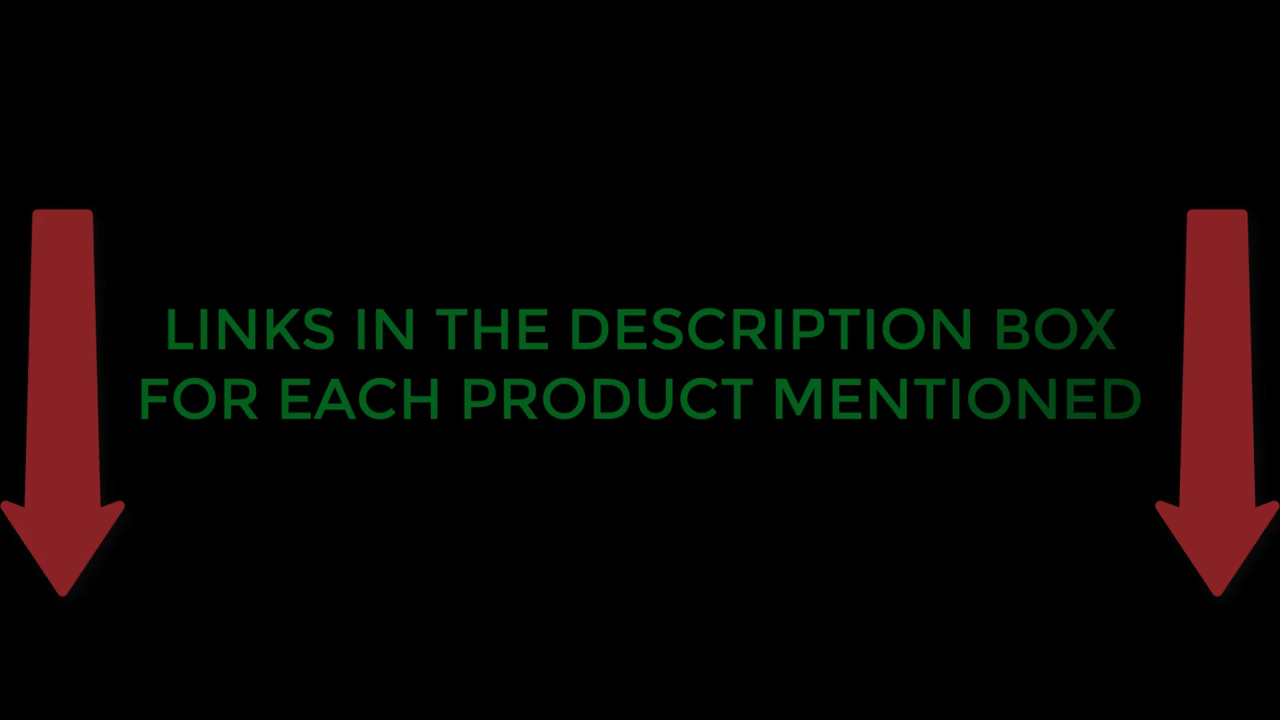 LINKS IN THE DESCRIPTION BOX
FOR EACH PRODUCT MENTIONED